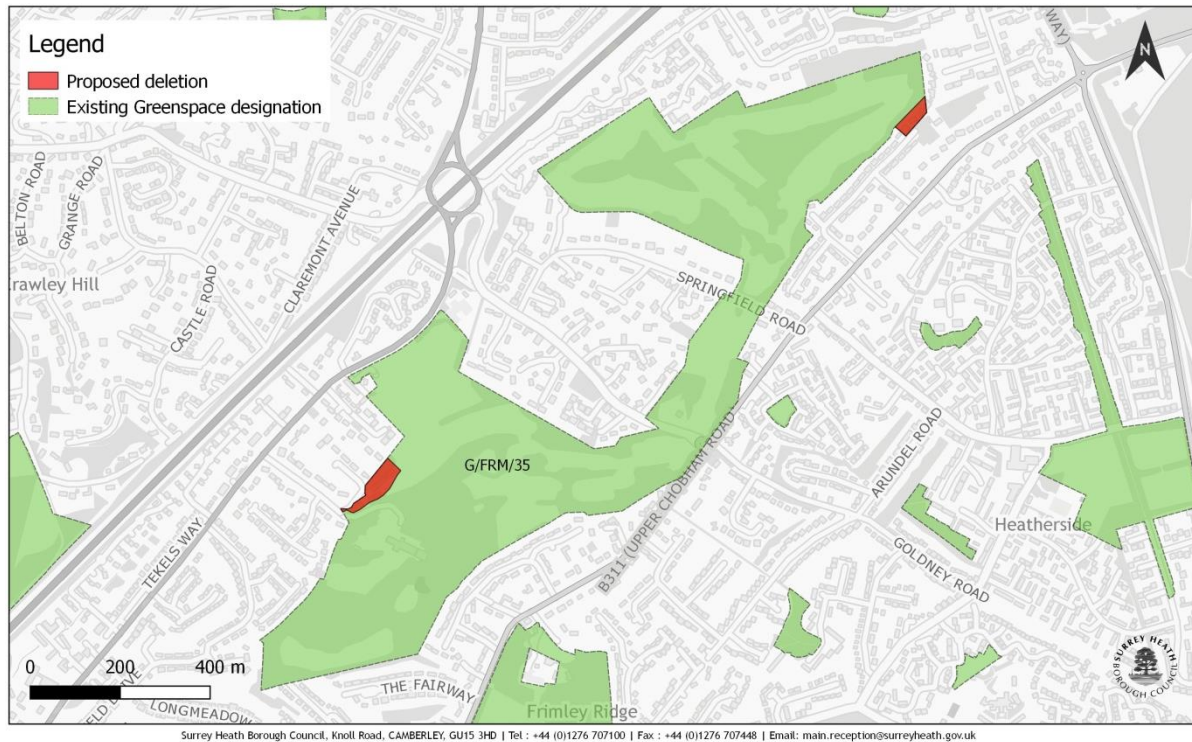 Legend
Proposed deletion
Existing Greenspace designation
WAY)
N
BELTON ROAD
GRANGE ROAD
CLAREMONT AVENUE
CASTLE ROAD
rawley Hill
SPRINGFIELD ROAD
ARUNDEL ROAD
G/FRM/35
Heatherside
GOLDNEY ROAD
B311 (UPPER CHOBHAM ROAD)
TEKELS WAY
0 200 400 m
THE FAIRWAY
ELD DRIVE
LONGMEADOW
Frimley Ridge
SURREY HEATH
BOROUGH COUNCIL
Surrey Heath Borough Council, Knoll Road, CAMBERLEY, GU15 3HD | Tel : +44 (0)1276 707100 | Fax : +44 (0)1276 707448 | Email: main.reception@surreyheath.gov.uk